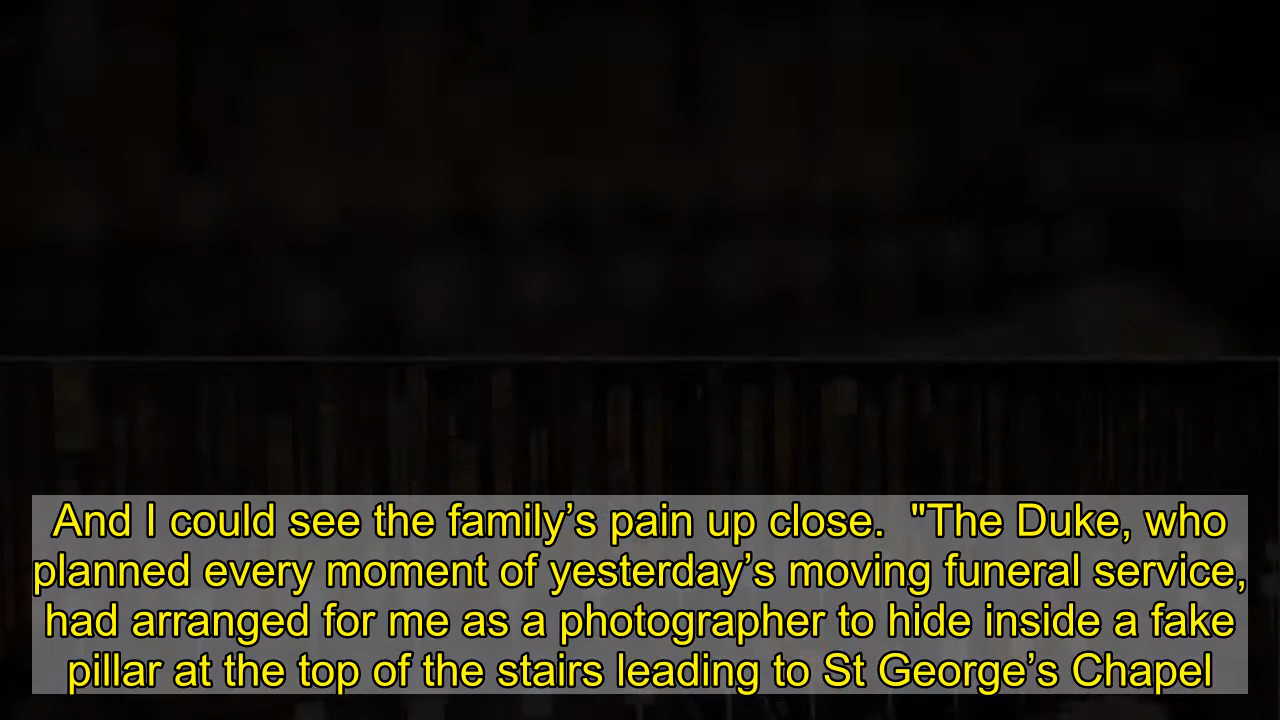 And I could see the family’s pain up close.  "The Duke, who
planned every moment of yesterday’s moving funeral service,
had arranged for me as a photographer to hide inside a fake
pillar at the top of the stairs leading to St George’s Chapel